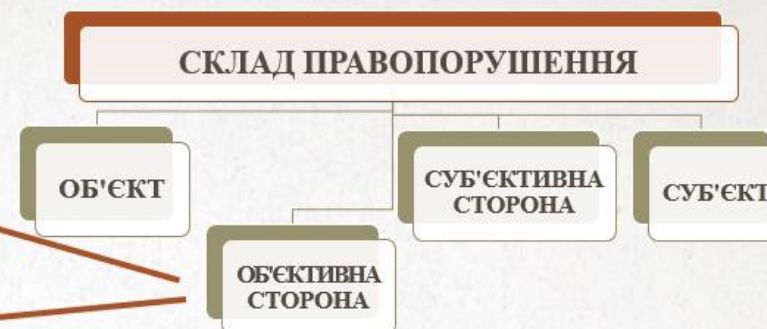 СКЛАД ПРАВОПОРУШЕННЯ
ОБ'ЄКТ
ОБ'ЄКТИВНА
СТОРОНА
СУБ'ЄКТИВНА
СТОРОНА
СУБ'ЄКТ